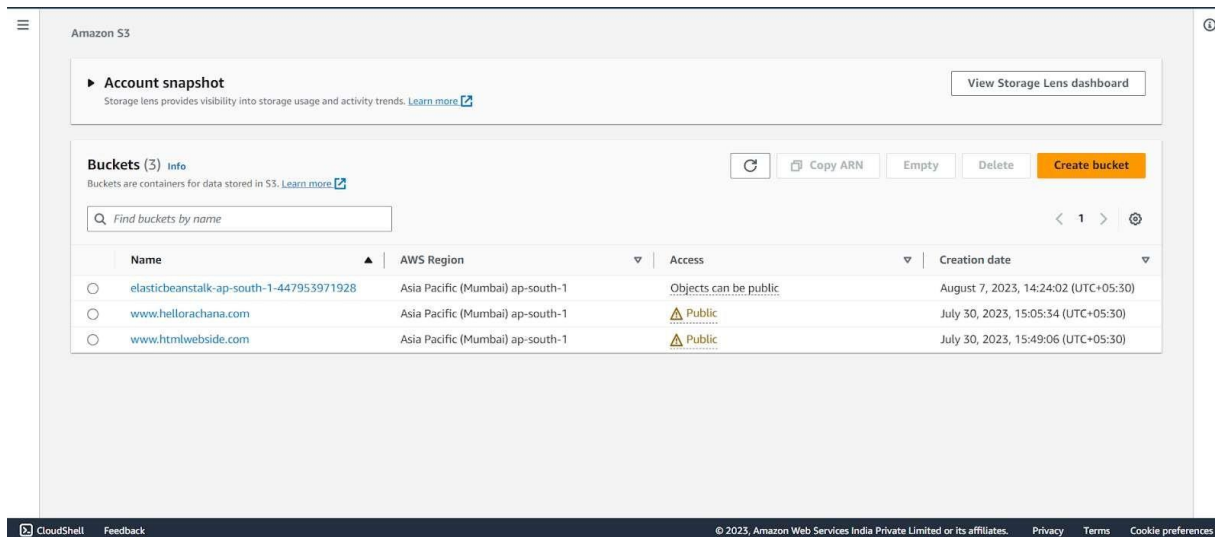 Amazon S3
Account snapshot
View Storage Lens dashboard
Storage lens provides visibility into storage usage and activity trends. Learn more
Buckets (3) Info
Copy ARN Empty Delete Create bucket
Buckets are containers for data stored in S3. Learn more
Find buckets by name
1
Name AWS Region Access Creation date
elasticbeanstalk-ap-south-1-447953971928 Asia Pacific (Mumbai) ap-south-1 Objects can be public August 7, 2023, 14:24:02 (UTC+05:30)
www.hellorachana.com Asia Pacific (Mumbai) ap-south-1 Public July 30, 2023, 15:05:34 (UTC+05:30)
www.htmlwebside.com Asia Pacific (Mumbai) ap-south-1 Public July 30, 2023, 15:49:06 (UTC+05:30)
CloudShell Feedback © 2023, Amazon Web Services India Private Limited or its affiliates. Privacy Terms Cookie preferences